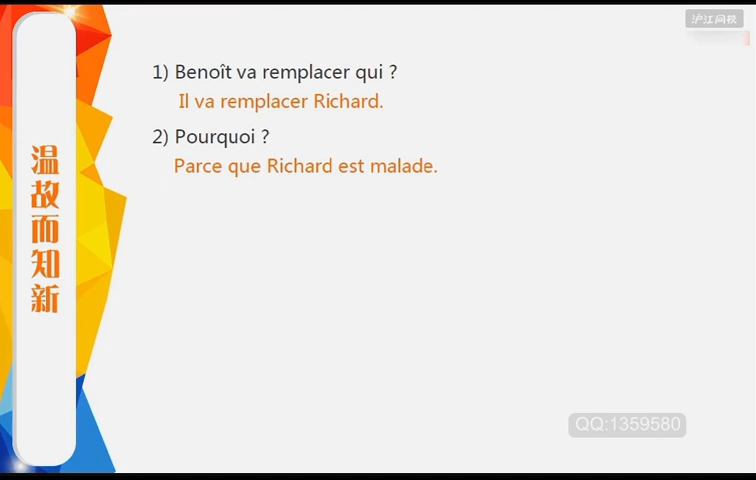 沪江网校
1) Benoît va remplacer qui ?
Il va remplacer Richard.
2) Pourquoi ?
Parce que Richard est malade.
温故而知新
QQ:1359580